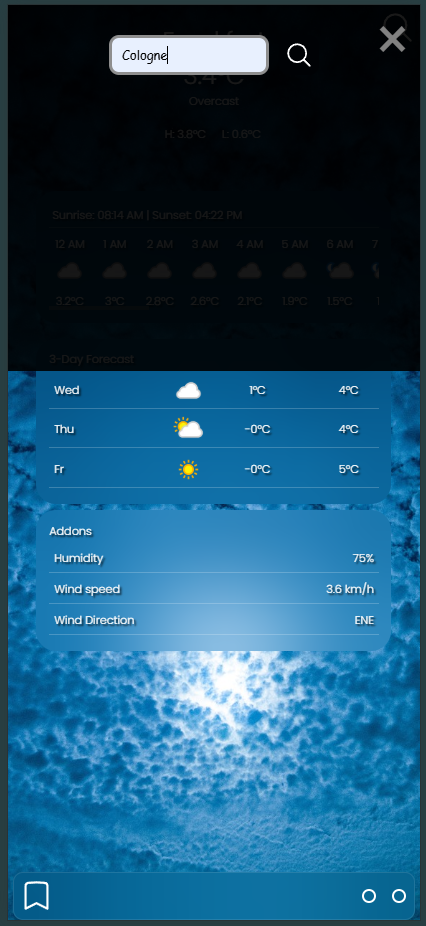 Cologne
3.4°C
Overcast
H: 3.8°C L: 0.6°C
Sunrise: 08:14 AM | Sunset: 04:22 PM
12 AM 1 AM 2 AM 3 AM 4 AM 5 AM 6 AM 7
3.2°C 3°C 2.8°C 2.6°C 2.1°C 1.8°C 1.5°C
3-Day Forecast
Wed 1°C 4°C
Thu -0°C 4°C
Fr -0°C 5°C
Addons
Humidity 75%
Wind speed 3.6 km/h
Wind Direction ENE